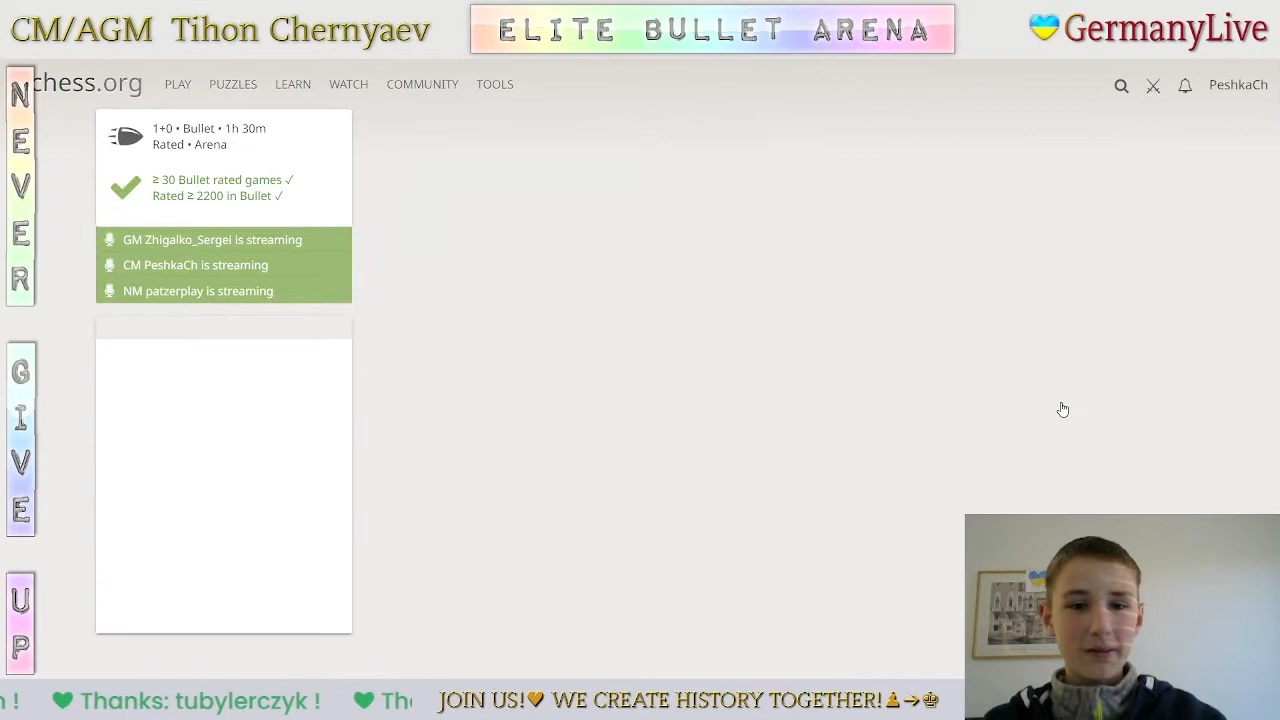 CM/AGM Tihon Chernyaev
ELITE BULLET ARENA
GermanyLive
chess.org
PLAY PUZZLES LEARN WATCH COMMUNITY TOOLS
PeshkaCh
NEVER
GIVE
UP
1+0 • Bullet • 1h 30m
Rated • Arena
≥ 30 Bullet rated games ✓
Rated ≥ 2200 in Bullet ✓
GM Zhigalko_Sergei is streaming
CM PeshkaCh is streaming
NM patzerplay is streaming
! 💚 Thanks: tubylerczyk ! 💚
JOIN US!🧡 WE CREATE HISTORY TOGETHER!♟→♚